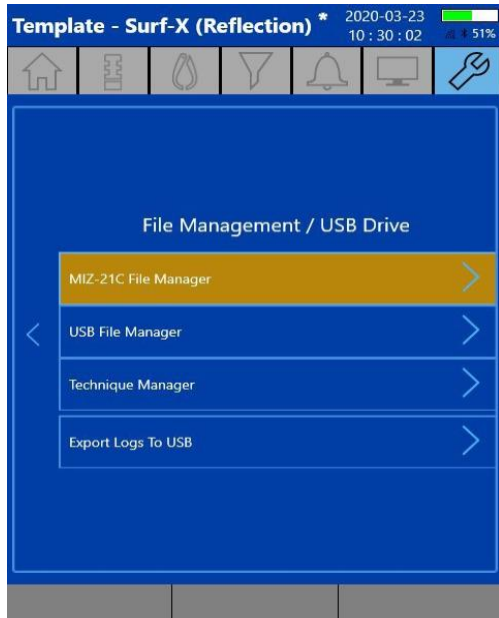 Template - Surf-X (Reflection) *
2020-03-23
10 : 30 : 02
51%
File Management / USB Drive
MIZ-21C File Manager
USB File Manager
Technique Manager
Export Logs To USB